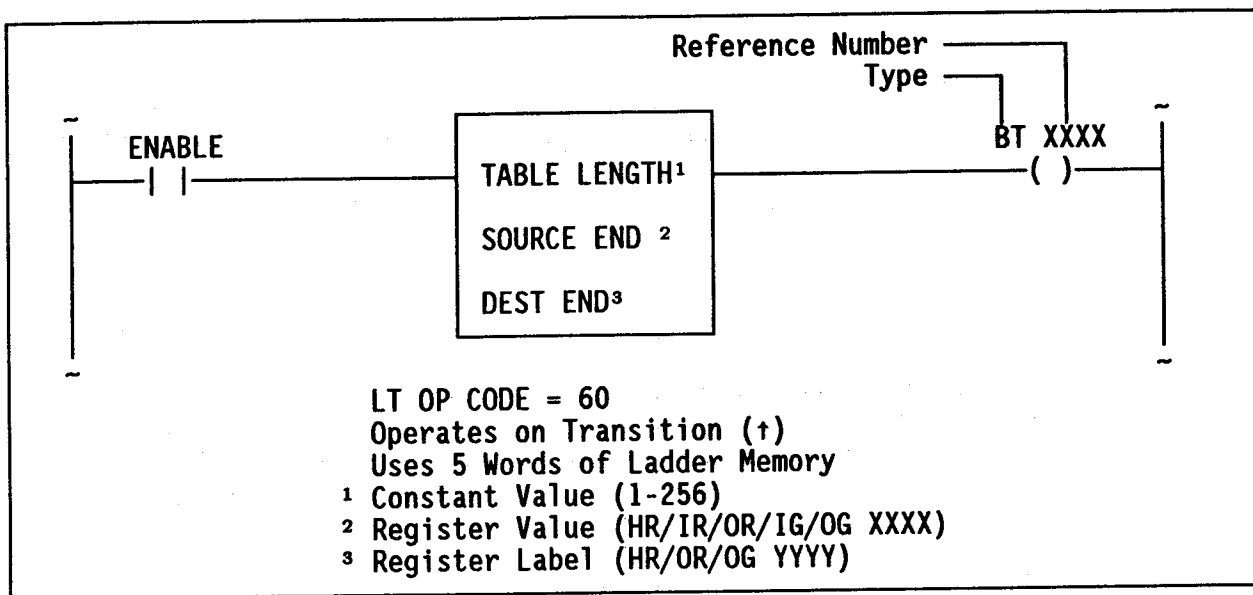 Reference Number
Type
BT XXXX
ENABLE
( )
TABLE LENGTH¹
SOURCE END ²
DEST END³
LT OP CODE = 60
Operates on Transition (↑)
Uses 5 Words of Ladder Memory
¹ Constant Value (1-256)
² Register Value (HR/IR/OR/IG/OG XXXX)
³ Register Label (HR/OR/OG YYYY)